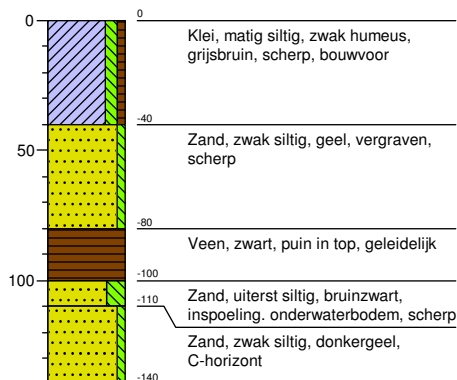 0
0
Klei, matig siltig, zwak humeus,
grijsbruin, scherp, bouwvoor
-40
Zand, zwak siltig, geel, vergraven,
scherp
50
-80
Veen, zwart, puin in top, geleidelijk
100
-100
Zand, uiterst siltig, bruinzwart,
inspoeling. onderwaterbodem, scherp
-110
Zand, zwak siltig, donkergeel,
C-horizont
-140